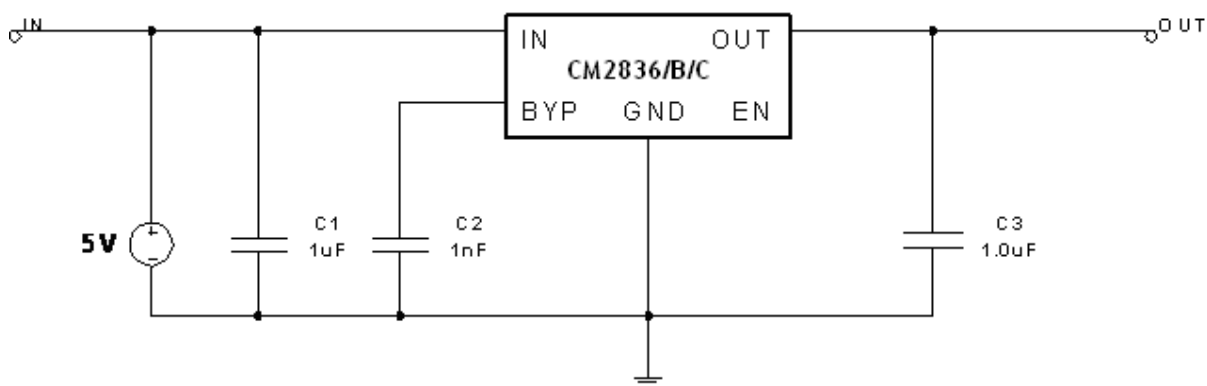 IN
OUT
IN OUT
CM2836/B/C
BYP GND EN
5V
+
-
C1
1uF
C2
1nF
C3
1.0uF